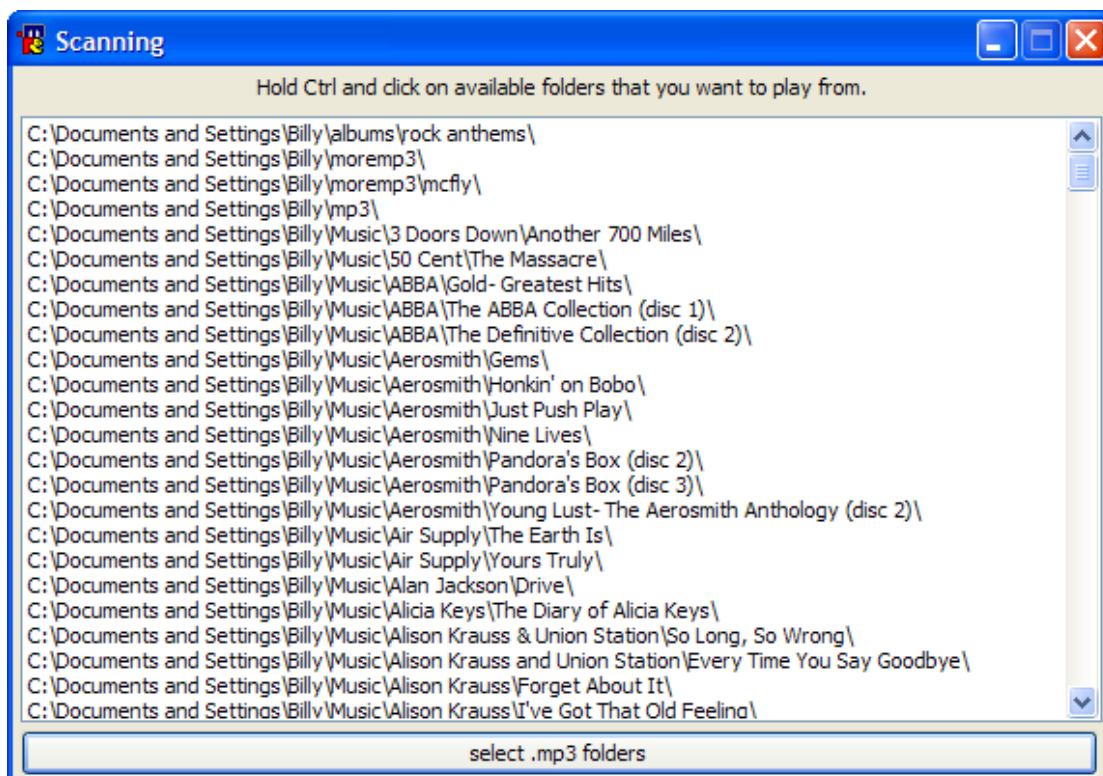 Scanning
Hold Ctrl and click on available folders that you want to play from.
C:\Documents and Settings\Billy\albums\rock anthems\
C:\Documents and Settings\Billy\moremp3\
C:\Documents and Settings\Billy\moremp3\mcfly\
C:\Documents and Settings\Billy\mp3\
C:\Documents and Settings\Billy\Music\3 Doors Down\Another 700 Miles\
C:\Documents and Settings\Billy\Music\50 Cent\The Massacre\
C:\Documents and Settings\Billy\Music\ABBA\Gold- Greatest Hits\
C:\Documents and Settings\Billy\Music\ABBA\The ABBA Collection (disc 1)\
C:\Documents and Settings\Billy\Music\ABBA\The Definitive Collection (disc 2)\
C:\Documents and Settings\Billy\Music\Aerosmith\Gems\
C:\Documents and Settings\Billy\Music\Aerosmith\Honkin' on Bobo\
C:\Documents and Settings\Billy\Music\Aerosmith\Just Push Play\
C:\Documents and Settings\Billy\Music\Aerosmith\Nine Lives\
C:\Documents and Settings\Billy\Music\Aerosmith\Pandora's Box (disc 2)\
C:\Documents and Settings\Billy\Music\Aerosmith\Pandora's Box (disc 3)\
C:\Documents and Settings\Billy\Music\Aerosmith\Young Lust- The Aerosmith Anthology (disc 2)\
C:\Documents and Settings\Billy\Music\Air Supply\The Earth Is\
C:\Documents and Settings\Billy\Music\Air Supply\Yours Truly\
C:\Documents and Settings\Billy\Music\Alan Jackson\Drive\
C:\Documents and Settings\Billy\Music\Alicia Keys\The Diary of Alicia Keys\
C:\Documents and Settings\Billy\Music\Alison Krauss & Union Station\So Long, So Wrong\
C:\Documents and Settings\Billy\Music\Alison Krauss and Union Station\Every Time You Say Goodbye\
C:\Documents and Settings\Billy\Music\Alison Krauss\Forget About It\
C:\Documents and Settings\Billy\Music\Alison Krauss\I've Got That Old Feeling\
select .mp3 folders